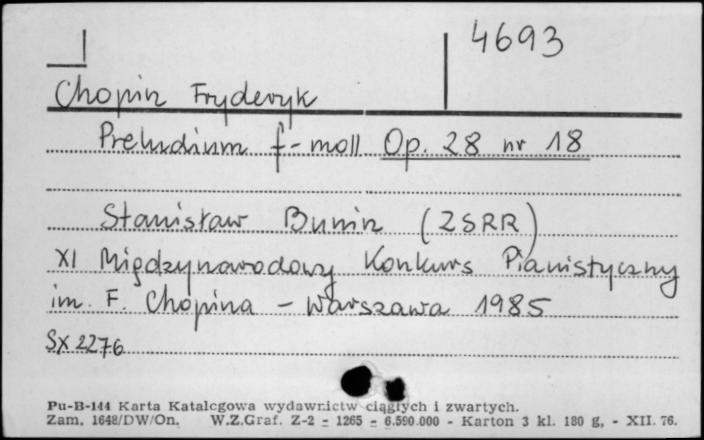 4693
Chopin Fryderyk
Preludium f-moll Op. 28 nr 18
Stanisław Bunin (ZSRR)
XI Międzynarodowy Konkurs Pianistyczny
im. F. Chopina – Warszawa 1985
SX 2276
Pu-B-144 Karta Katalogowa wydawnictw ciągłych i zwartych.
Zam. 1648/DW/On. W.Z.Graf. Z-2 - 1265 - 6.590.000 - Karton 3 kl. 180 g, - XII. 76.